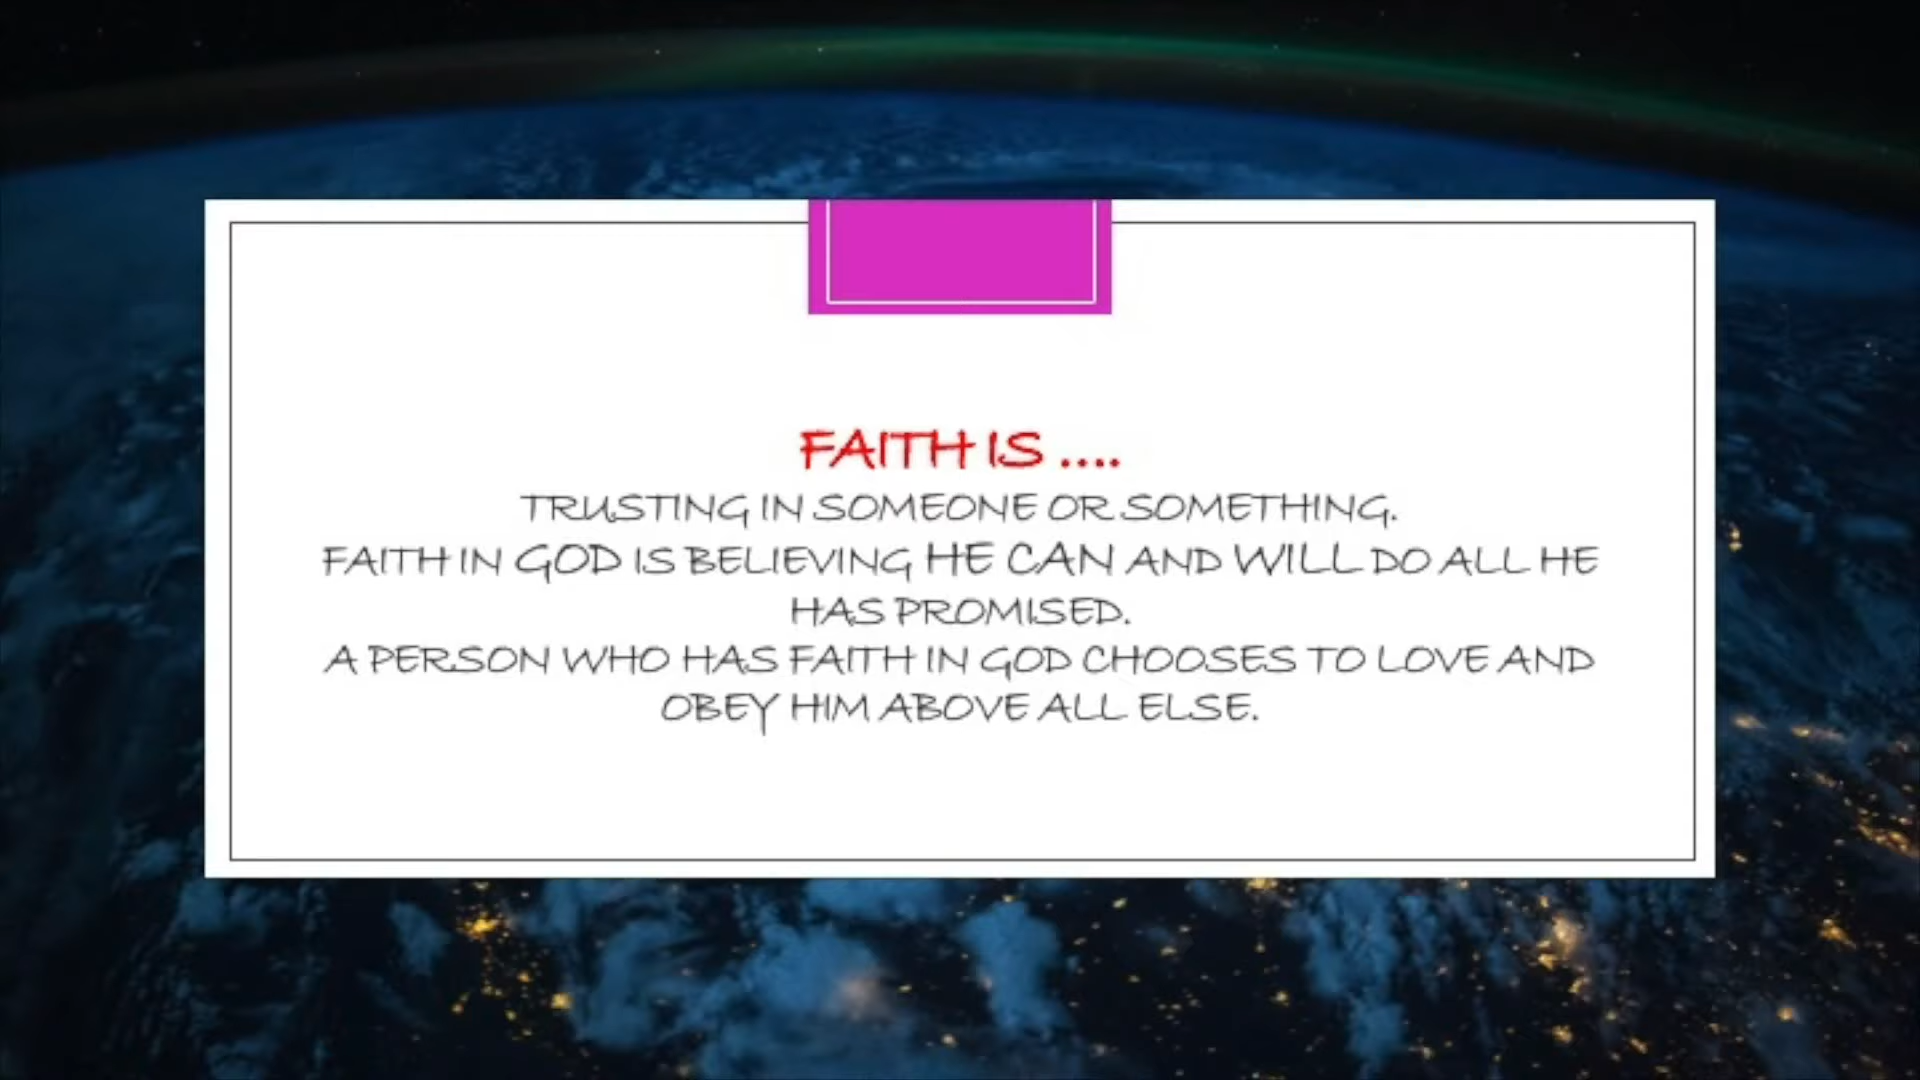 FAITH IS ....
TRUSTING IN SOMEONE OR SOMETHING.
FAITH IN GOD IS BELIEVING HE CAN AND WILL DO ALL HE
HAS PROMISED.
A PERSON WHO HAS FAITH IN GOD CHOOSES TO LOVE AND
OBEY HIM ABOVE ALL ELSE.